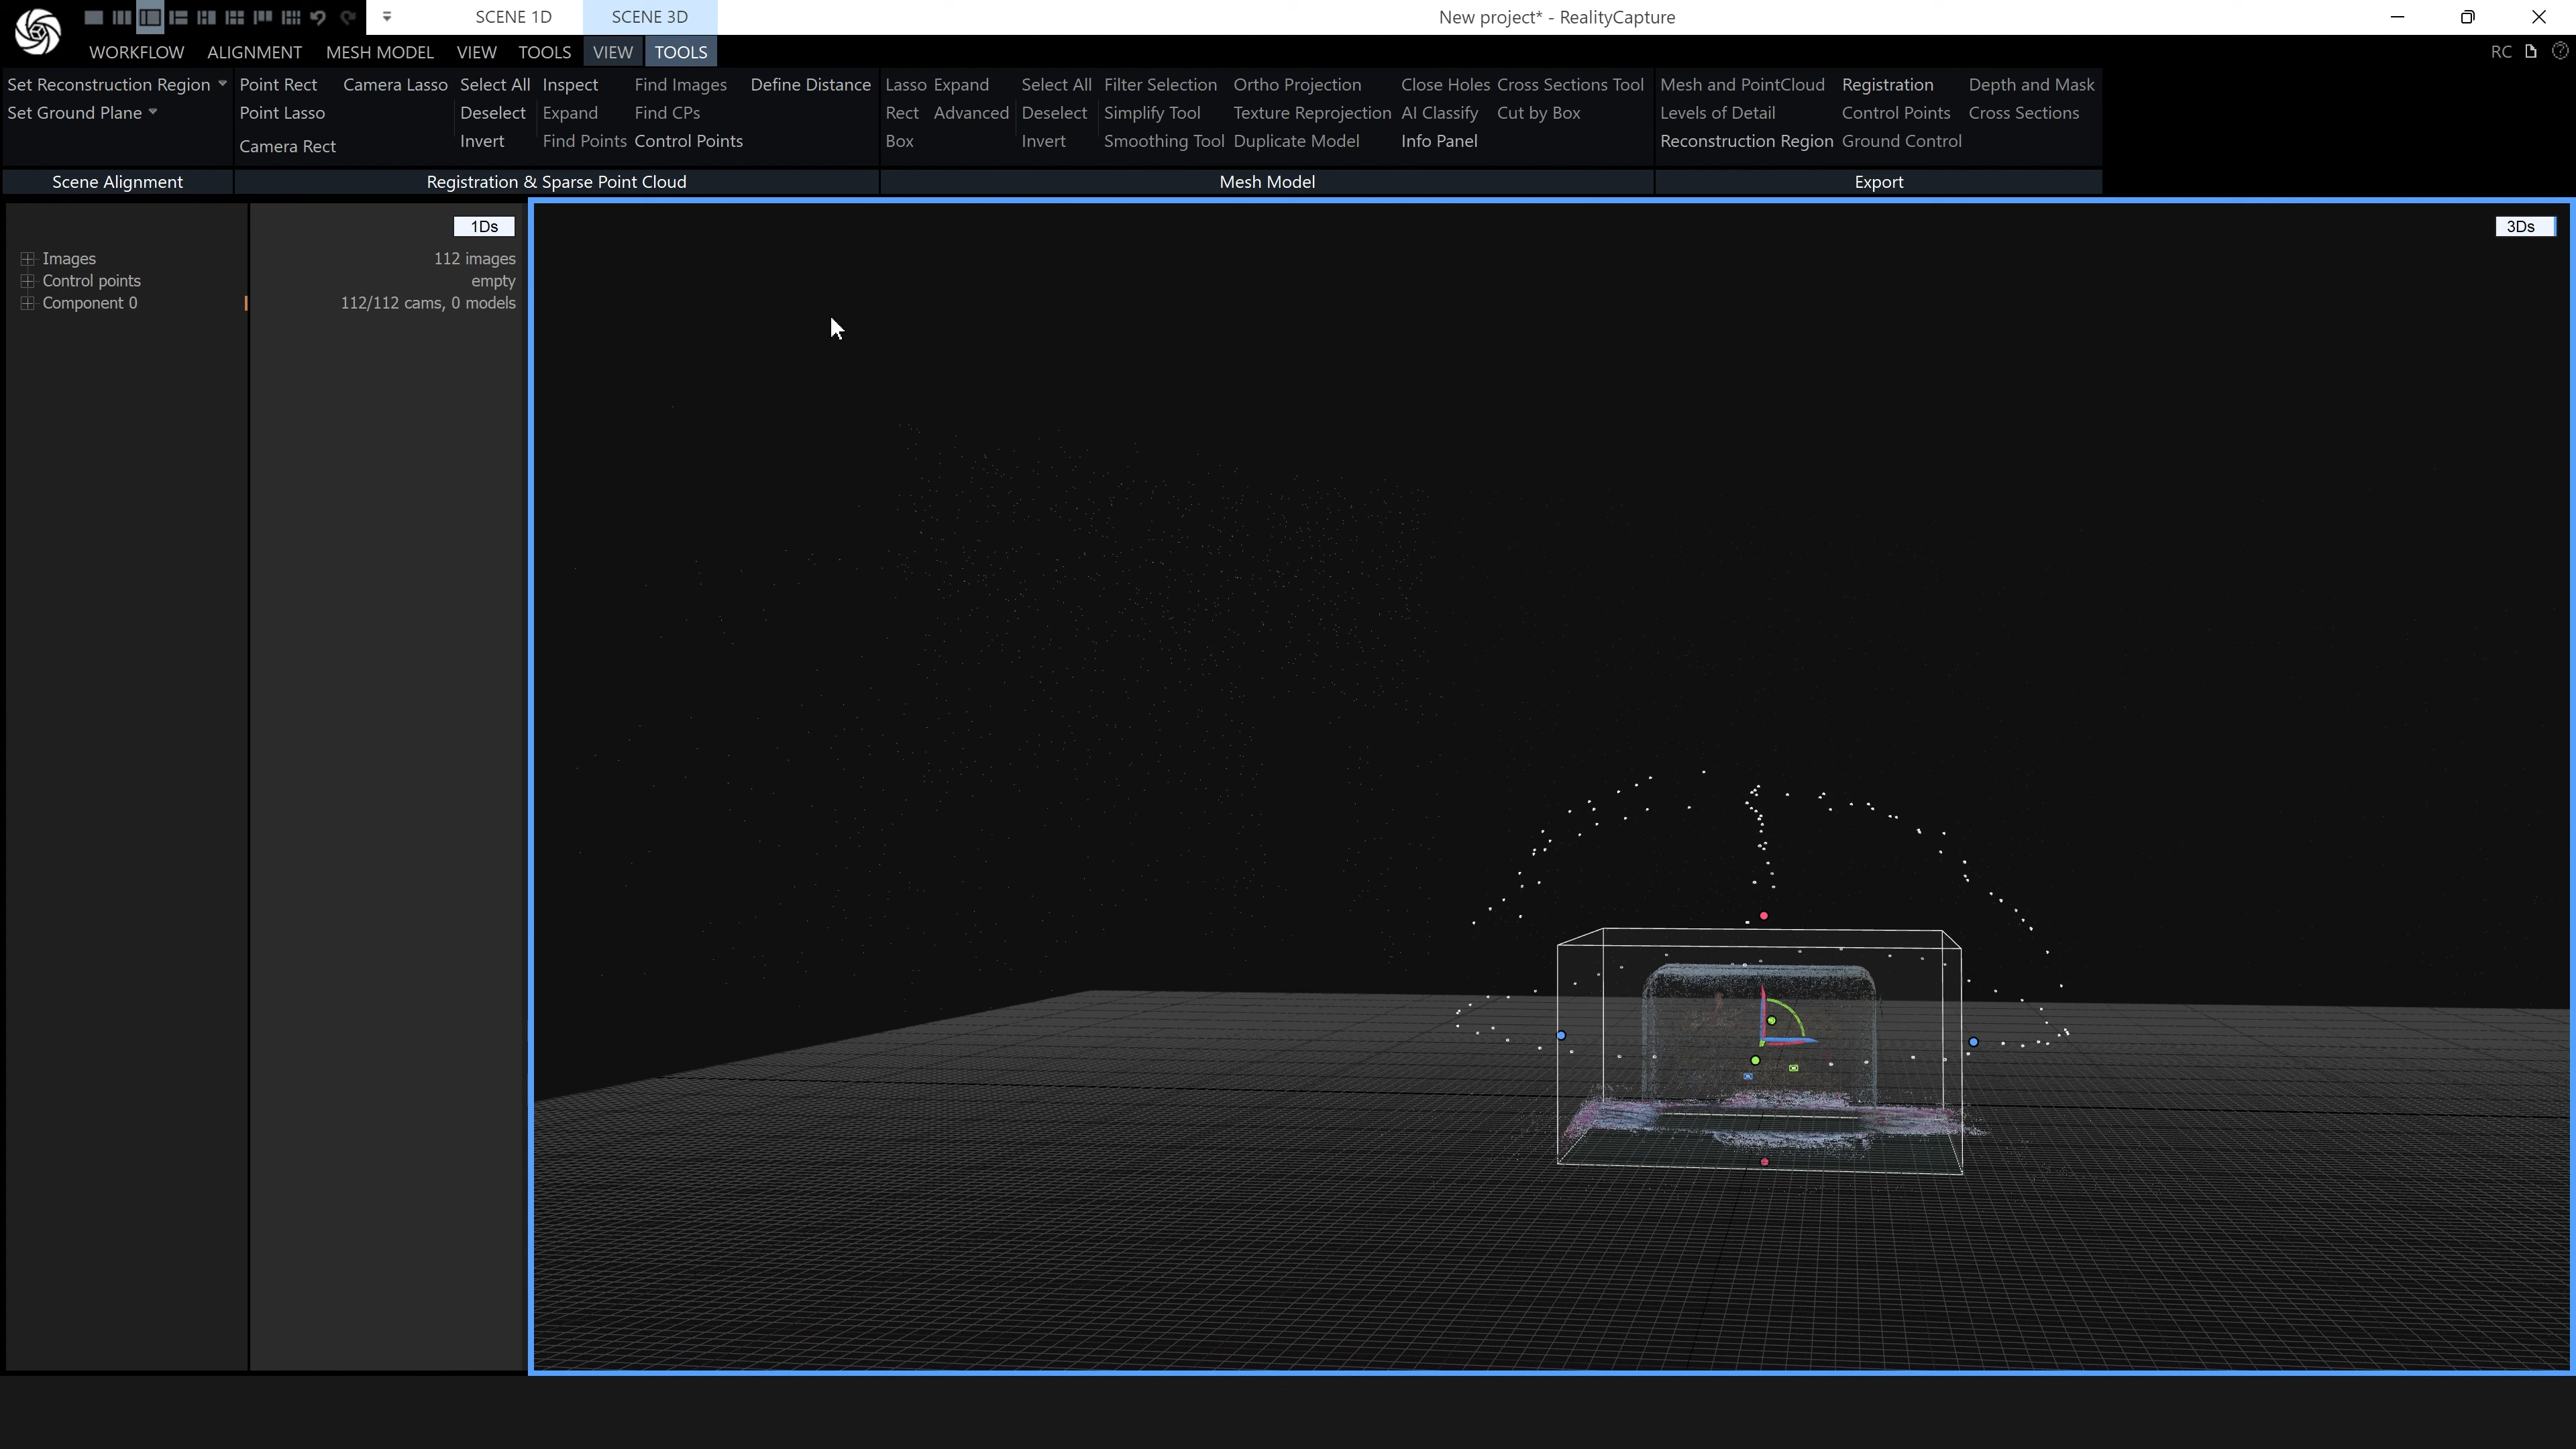 SCENE 1D SCENE 3D New project* - RealityCapture
WORKFLOW ALIGNMENT MESH MODEL VIEW TOOLS VIEW TOOLS RC
Set Reconstruction Region Point Rect Camera Lasso Select All Inspect Find Images Define Distance Lasso Expand Select All Filter Selection Ortho Projection Close Holes Cross Sections Tool Mesh and PointCloud Registration Depth and Mask
Set Ground Plane Point Lasso Deselect Expand Find CPs Rect Advanced Deselect Simplify Tool Texture Reprojection AI Classify Cut by Box Levels of Detail Control Points Cross Sections
Camera Rect Invert Find Points Control Points Box Invert Smoothing Tool Duplicate Model Info Panel Reconstruction Region Ground Control
Scene Alignment Registration & Sparse Point Cloud Mesh Model Export
1Ds 3Ds
Images 112 images
Control points empty
Component 0 112/112 cams, 0 models